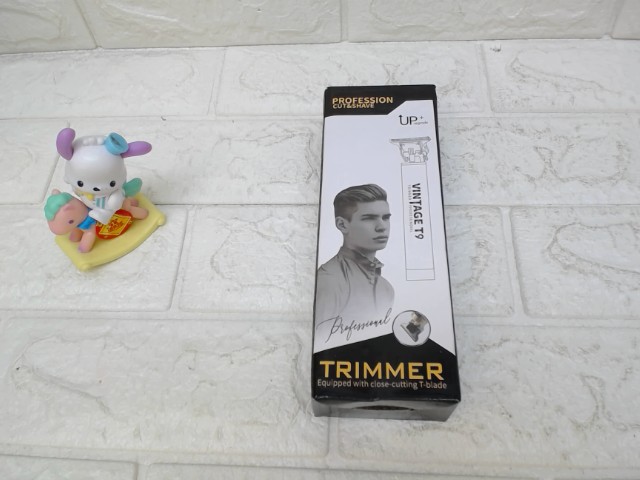 PROFESSION
CUT&SHAVE
UP+
VINTAGE T9
Professional
TRIMMER
Equipped with close-cutting T-blade